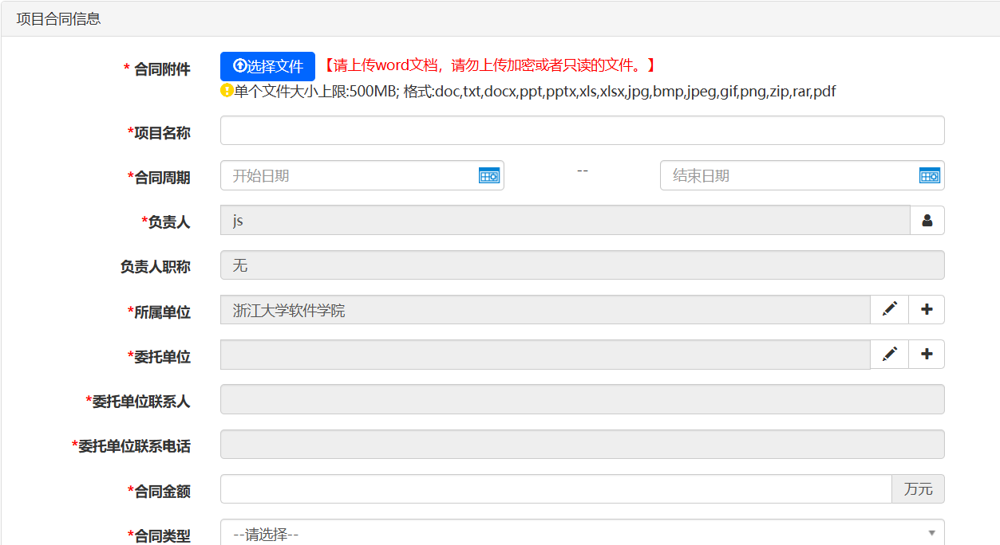 项目合同信息
* 合同附件 选择文件 【请上传word文档，请勿上传加密或者只读的文件。】
单个文件大小上限:500MB; 格式:doc,txt,docx,ppt,pptx,xls,xlsx,jpg,bmp,jpeg,gif,png,zip,rar,pdf
*项目名称
*合同周期 开始日期 -- 结束日期
*负责人 js
负责人职称 无
*所属单位 浙江大学软件学院
*委托单位
*委托单位联系人
*委托单位联系电话
*合同金额 万元
*合同类型 --请选择--